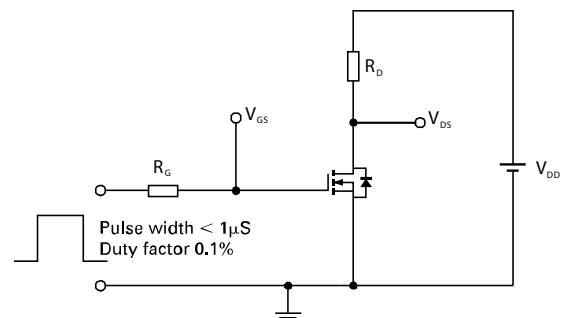 R_D
V_GS
V_DS
R_G
V_DD
Pulse width < 1µS
Duty factor 0.1%